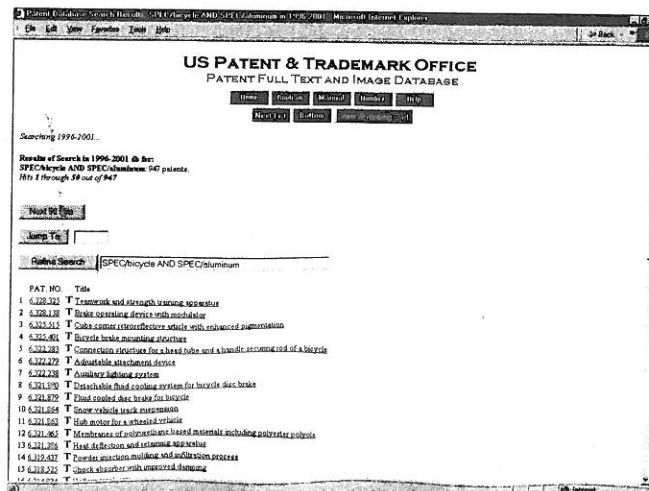 Patent Database Search Results: SPEC/bicycle AND SPEC/aluminum in 1996-2001 - Microsoft Internet Explorer
File Edit View Favorites Tools Help
Back
US PATENT & TRADEMARK OFFICE
PATENT FULL TEXT AND IMAGE DATABASE
Home Boolean Manual Number Help
Next List Bottom
Searching 1996-2001...
Results of Search in 1996-2001 db for:
SPEC/bicycle AND SPEC/aluminum: 947 patents.
Hits 1 through 50 out of 947
Next 50 Hits
Jump To
Refine Search SPEC/bicycle AND SPEC/aluminum
PAT. NO. Title
1 6,328,325 T Teamwork and strength training apparatus
2 6,328,138 T Brake operating device with modulator
3 6,325,515 T Cube corner retroreflective article with enhanced pigmentation
4 6,325,401 T Bicycle brake mounting structure
5 6,322,283 T Connection structure for a head tube and a handle securing rod of a bicycle
6 6,322,279 T Adjustable attachment device
7 6,322,238 T Auxiliary lighting system
8 T Detachable fluid cooling system for bicycle disc brake
9 6,321,879 T Fluid cooled disc brake for bicycle
10 6,321,864 T Snow vehicle track suspension
11 6,321,863 T Hub motor for a wheeled vehicle
12 6,321,465 T Membranes of polyurethane based materials including polyester polyols
13 6,321,386 T Heat deflection and retaining apparatus
14 6,319,437 T Powder injection molding and infiltration process
15 6,318,525 T Shock absorber with improved damping
Internet